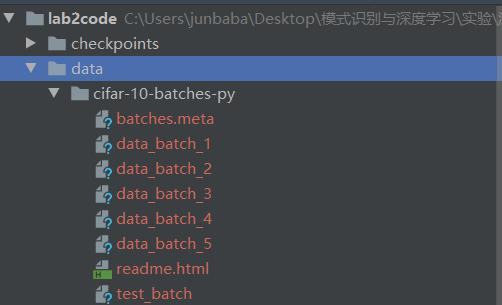 lab2code C:\Users\junbaba\Desktop\模式识别与深度学习\实验\
checkpoints
data
cifar-10-batches-py
batches.meta
data_batch_1
data_batch_2
data_batch_3
data_batch_4
data_batch_5
readme.html
test_batch